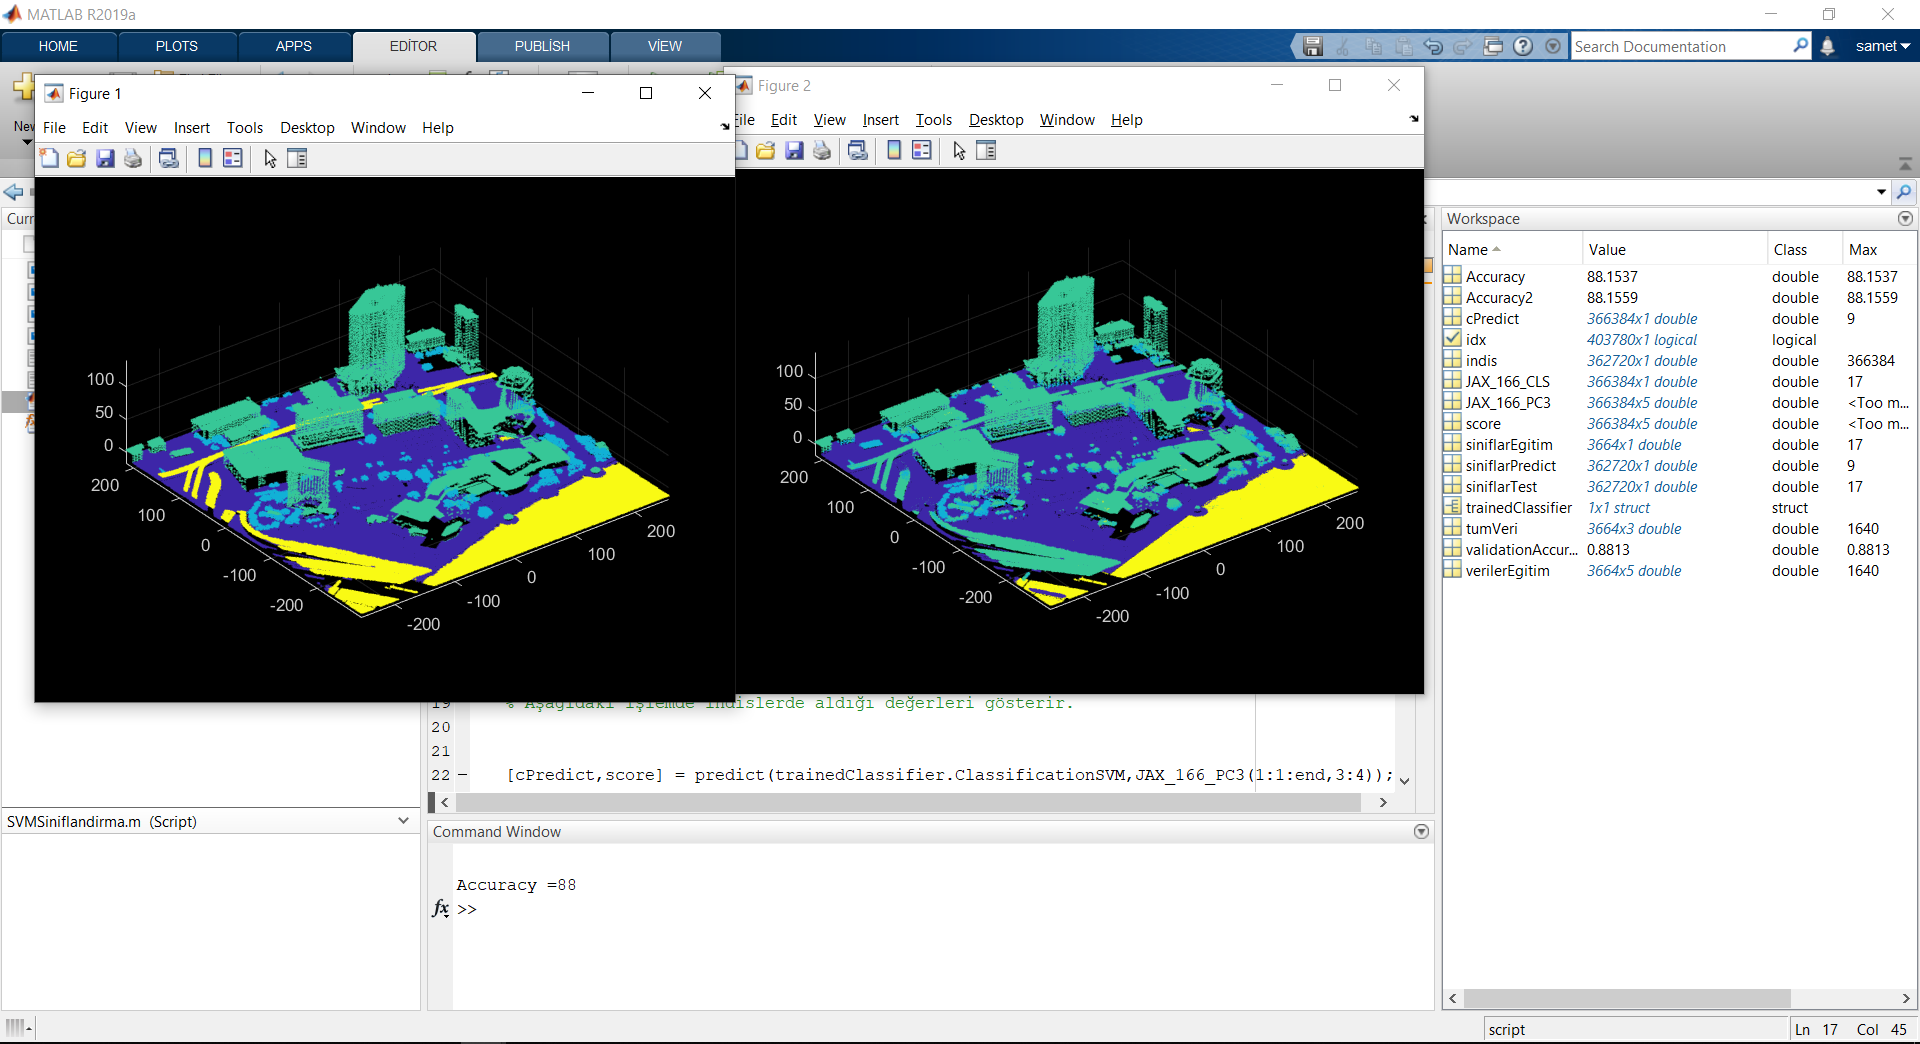 MATLAB R2019a
HOME PLOTS APPS EDİTOR PUBLİSH VİEW
Search Documentation
samet
New
Figure 1
File Edit View Insert Tools Desktop Window Help
100
50
0
200
100
0
-100
-200
200
100
0
-100
-200
Figure 2
File Edit View Insert Tools Desktop Window Help
100
50
0
200
100
0
-100
-200
200
100
0
-100
-200
Curr
19 % Aşağıdaki işlemde indislerde aldığı değerleri gösterir.
20
21
22 – [cPredict,score] = predict(trainedClassifier.ClassificationSVM,JAX_166_PC3(1:1:end,3:4));
SVMSiniflandirma.m (Script)
Command Window
Accuracy =88
fx >>
Workspace
Name Value Class Max
Accuracy 88.1537 double 88.1537
Accuracy2 88.1559 double 88.1559
cPredict 366384x1 double double 9
idx 403780x1 logical logical
indis 362720x1 double double 366384
JAX_166_CLS 366384x1 double double 17
JAX_166_PC3 366384x5 double double <Too m...
score 366384x5 double double <Too m...
siniflarEgitim 3664x1 double double 17
siniflarPredict 362720x1 double double 9
siniflarTest 362720x1 double double 17
trainedClassifier 1x1 struct struct
tumVeri 3664x3 double double 1640
validationAccur... 0.8813 double 0.8813
verilerEgitim 3664x5 double double 1640
script
Ln 17 Col 45